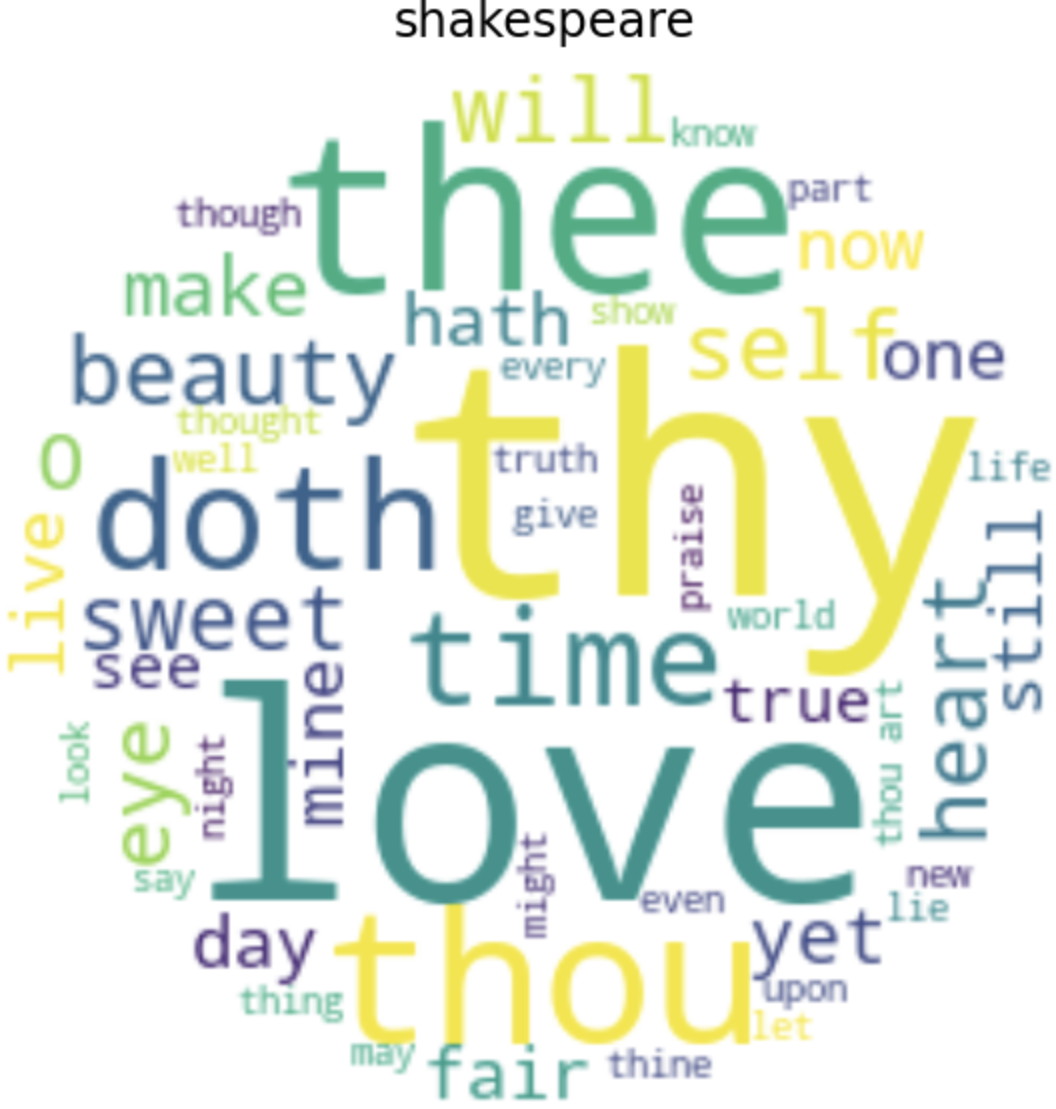 shakespeare
will
know
thee
part
though
now
make
hath
show
self
one
beauty
every
thy
thought
well
O
truth
life
doth
give
praise
still
live
sweet
world
heart
see
time
mine
true
thou art
look
eye
night
love
say
might
even
new
lie
day
thou
yet
thing
upon
let
may
fair
thine